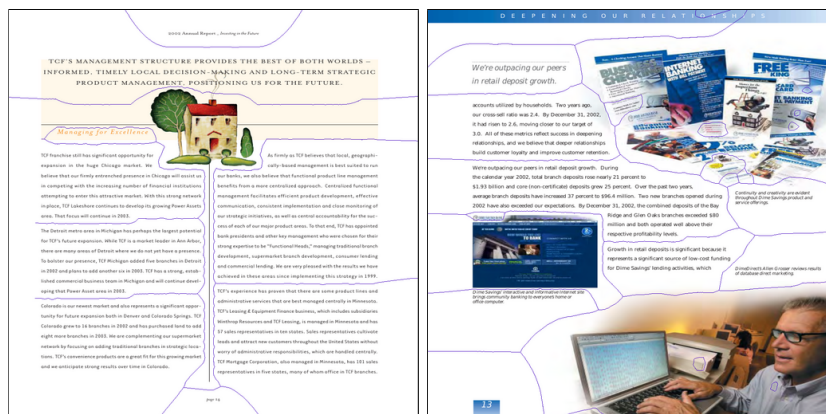 2002 Annual Report , Investing in the Future
TCF'S MANAGEMENT STRUCTURE PROVIDES THE BEST OF BOTH WORLDS –
INFORMED, TIMELY LOCAL DECISION-MAKING AND LONG-TERM STRATEGIC
PRODUCT MANAGEMENT, POSITIONING US FOR THE FUTURE.
Managing for Excellence
TCF franchise still has significant opportunity for
expansion in the huge Chicago market. We
believe that our firmly entrenched presence in Chicago will assist us
in competing with the increasing number of financial institutions
attempting to enter this attractive market. With this strong network
in place, TCF Lakeshore continues to develop its growing Power Assets
area. That focus will continue in 2003.
The Detroit metro area in Michigan has perhaps the largest potential
for TCF's future expansion. While TCF is a market leader in Ann Arbor,
there are many areas of Detroit where we do not yet have a presence.
To bolster our presence, TCF Michigan added five branches in Detroit
in 2002 and plans to add another six in 2003. TCF has a strong, estab-
lished commercial business team in Michigan and will continue devel-
oping that Power Asset area in 2003.
Colorado is our newest market and also represents a significant oppor-
tunity for future expansion both in Denver and Colorado Springs. TCF
Colorado grew to 16 branches in 2002 and has purchased land to add
eight more branches in 2003. We are complementing our supermarket
network by focusing on adding traditional branches in strategic loca-
tions. TCF's convenience products are a great fit for this growing market
and we anticipate strong results over time in Colorado.
As firmly as TCF believes that local, geographi-
cally-based management is best suited to run
our banks, we also believe that functional product line management
benefits from a more centralized approach. Centralized functional
management facilitates efficient product development, effective
communication, consistent implementation and close monitoring of
our strategic initiatives, as well as central accountability for the suc-
cess of each of our major product areas. To that end, TCF has appointed
bank presidents and other key management who were chosen for their
strong expertise to be "Functional Heads," managing traditional branch
development, supermarket branch development, consumer lending
and commercial lending. We are very pleased with the results we have
achieved in these areas since implementing this strategy in 1999.
TCF's experience has proven that there are some product lines and
administrative services that are best managed centrally in Minnesota.
TCF's Leasing & Equipment Finance business, which includes subsidiaries
Winthrop Resources and TCF Leasing, is managed in Minnesota and has
57 sales representatives in ten states. Sales representatives cultivate
leads and attract new customers throughout the United States without
worry of administrative responsibilities, which are handled centrally.
TCF Mortgage Corporation, also managed in Minnesota, has 101 sales
representatives in five states, many of whom office in TCF branches.
page 14
DEEPENING OUR RELATIONSHIPS
We're outpacing our peers
in retail deposit growth.
accounts utilized by households. Two years ago,
our cross-sell ratio was 2.4. By December 31, 2002,
it had risen to 2.6, moving closer to our target of
3.0. All of these metrics reflect success in deepening
relationships, and we believe that deeper relationships
build customer loyalty and improve customer retention.
We're outpacing our peers in retail deposit growth. During
the calendar year 2002, total branch deposits rose nearly 21 percent to
$1.93 billion and core (non-certificated) deposits grew 25 percent. Over the past two years,
average branch deposits have increased 37 percent to $96.4 million. Two new branches opened during
2002 have also exceeded our expectations. By December 31, 2002, the combined deposits of the Bay
Ridge and Glen Oaks branches exceeded $80
million and both operated well above their
respective profitability levels.
Growth in retail deposits is significant because it
represents a significant source of low-cost funding
for Dime Savings' lending activities, which
INTERNET
BANKING
FREE
Continuity and creativity are evident
throughout Dime Savings product and
service offerings.
Dime Savings' interactive and informative Internet site
brings community banking to everyone's home or
office computer.
DimeDirect's Allen Grosser reviews results
of database direct marketing.
13